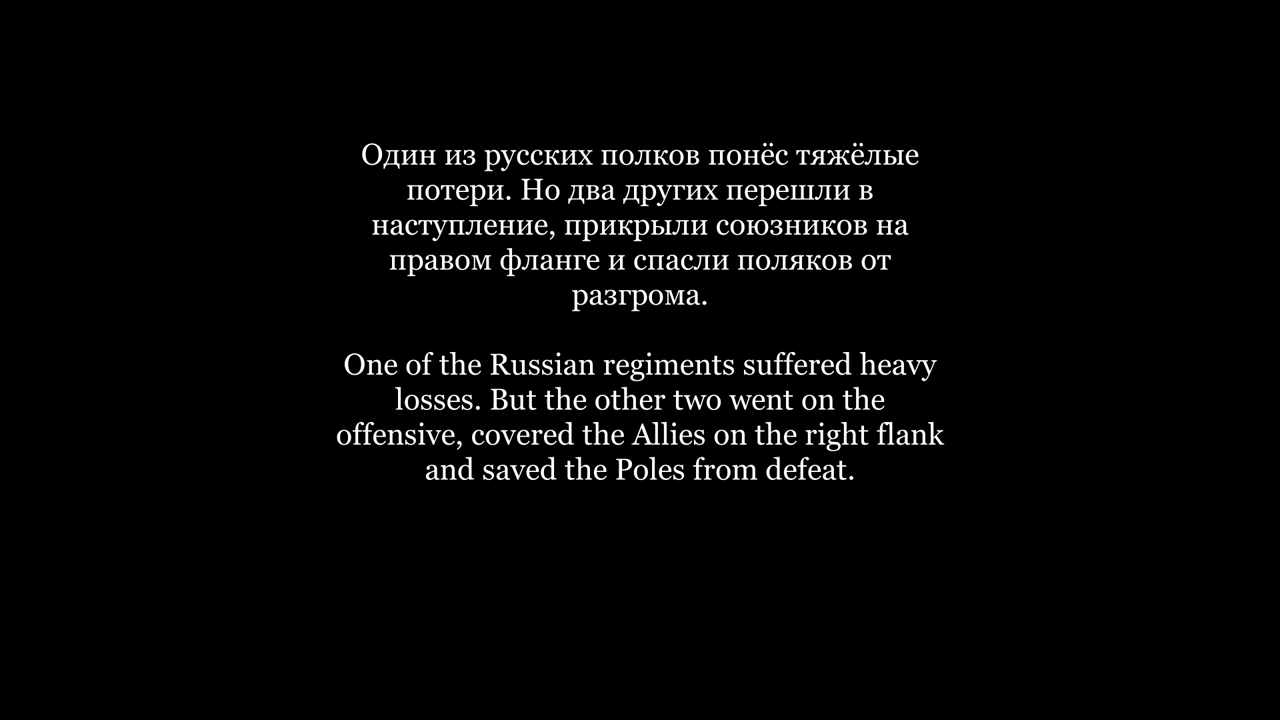 Один из русских полков понёс тяжёлые
потери. Но два других перешли в
наступление, прикрыли союзников на
правом фланге и спасли поляков от
разгрома.
One of the Russian regiments suffered heavy
losses. But the other two went on the
offensive, covered the Allies on the right flank
and saved the Poles from defeat.